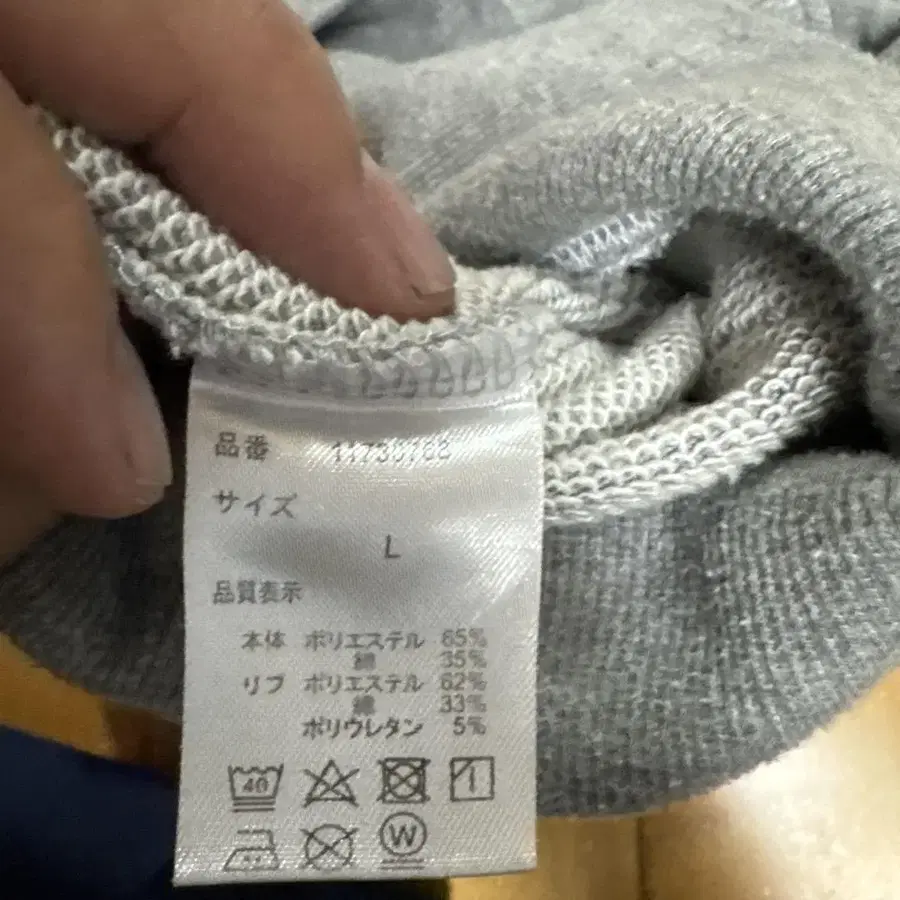 品番
サイズ
L
品質表示
本体 ポリエステル 65%
綿 35%
リブ ポリエステル 62%
綿 33%
ポリウレタン 5%
40
W